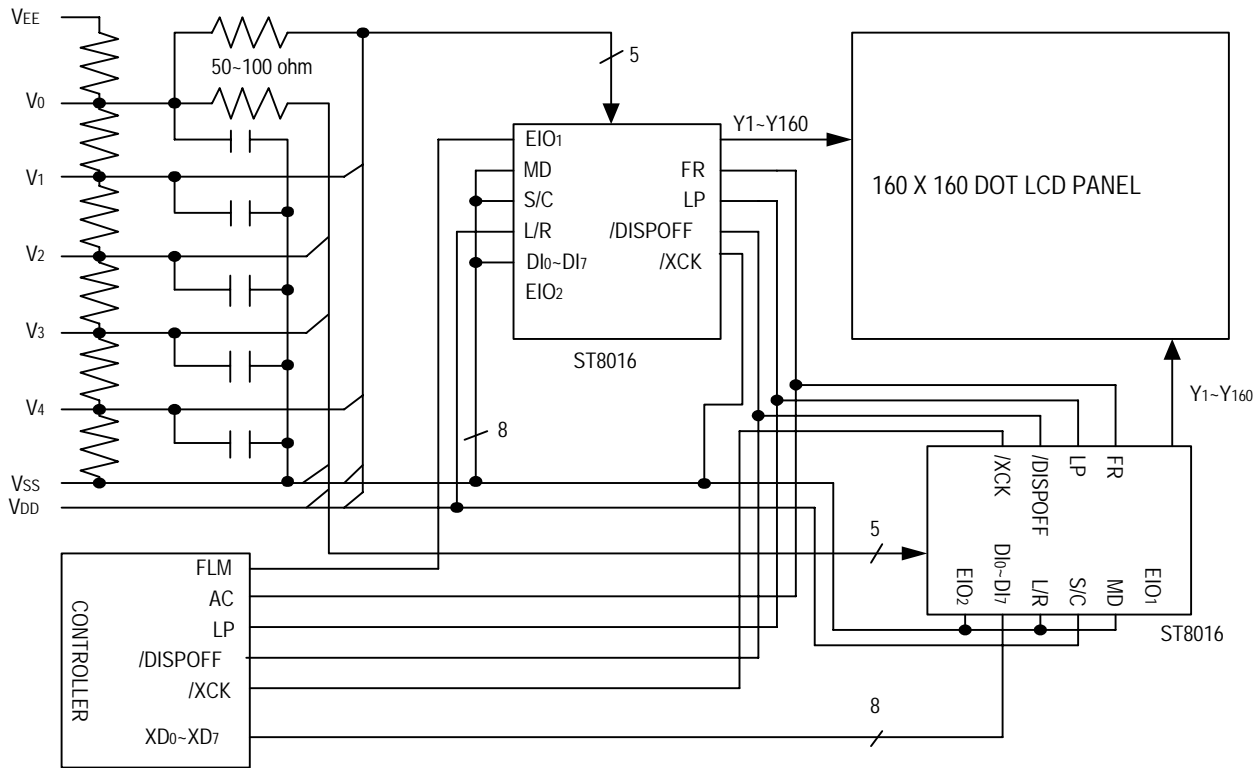 VEE
50~100 ohm
V0
V1
V2
V3
V4
VSS
VDD
5
EIO1
MD
S/C
L/R
DI0~DI7
EIO2
FR
LP
/DISPOFF
/XCK
ST8016
Y1~Y160
160 X 160 DOT LCD PANEL
Y1~Y160
8
5
/XCK
/DISPOFF
LP
FR
EIO2
DI0~DI7
L/R
S/C
MD
EIO1
ST8016
CONTROLLER
FLM
AC
LP
/DISPOFF
/XCK
XD0~XD7
8